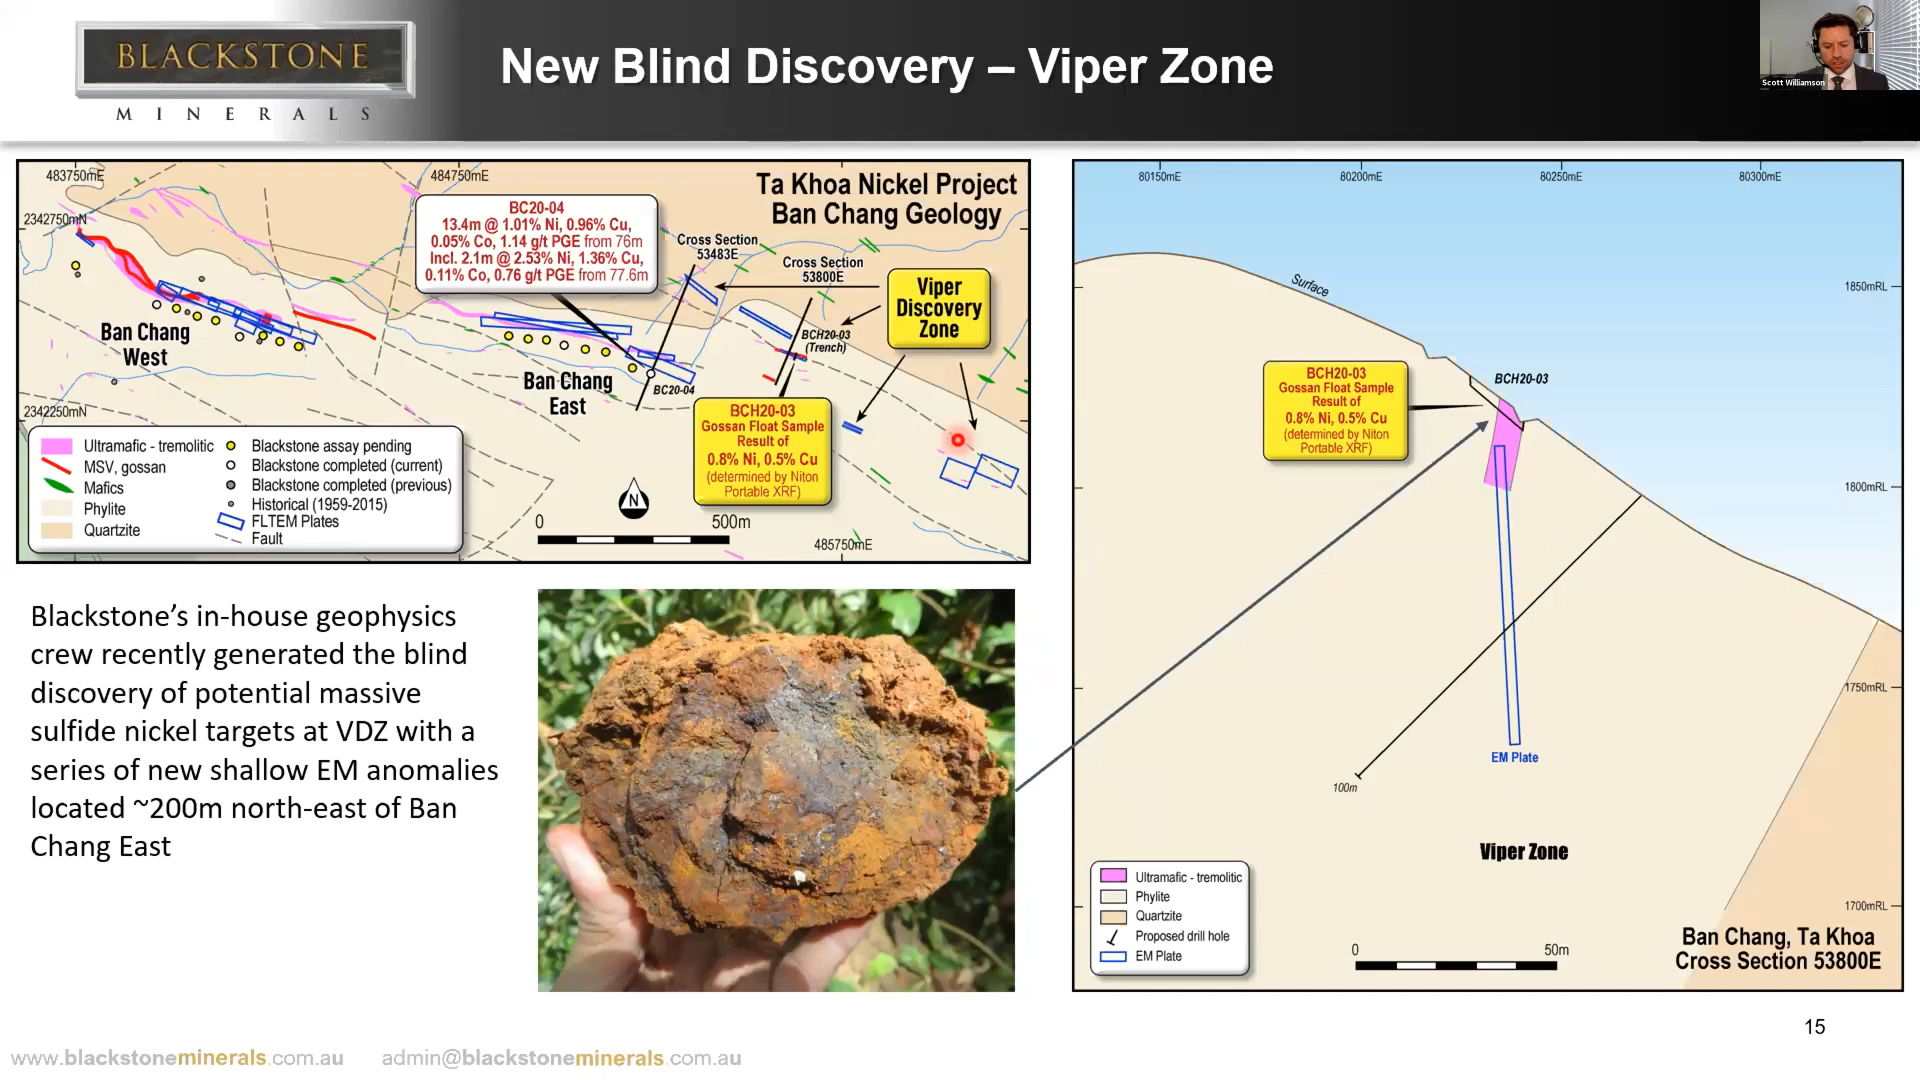 BLACKSTONE
MINERALS
New Blind Discovery – Viper Zone
Scott Williamson
483750mE
484750mE
2342750mN
2342250mN
485750mE
Ta Khoa Nickel Project
Ban Chang Geology
BC20-04
13.4m @ 1.01% Ni, 0.96% Cu,
0.05% Co, 1.14 g/t PGE from 76m
Incl. 2.1m @ 2.53% Ni, 1.36% Cu,
0.11% Co, 0.76 g/t PGE from 77.6m
Cross Section
53483E
Cross Section
53800E
Viper
Discovery
Zone
BCH20-03
(Trench)
Ban Chang
West
Ban Chang
East
BC20-04
BCH20-03
Gossan Float Sample
Result of
0.8% Ni, 0.5% Cu
(determined by Niton
Portable XRF)
Ultramafic - tremolitic
MSV, gossan
Mafics
Phylite
Quartzite
Blackstone assay pending
Blackstone completed (current)
Blackstone completed (previous)
Historical (1959-2015)
FLTEM Plates
Fault
N
0
500m
Blackstone’s in-house geophysics
crew recently generated the blind
discovery of potential massive
sulfide nickel targets at VDZ with a
series of new shallow EM anomalies
located ~200m north-east of Ban
Chang East
80150mE
80200mE
80250mE
80300mE
Surface
1850mRL
BCH20-03
Gossan Float Sample
Result of
0.8% Ni, 0.5% Cu
(determined by Niton
Portable XRF)
BCH20-03
1800mRL
1750mRL
EM Plate
100m
Viper Zone
1700mRL
Ultramafic - tremolitic
Phylite
Quartzite
Proposed drill hole
EM Plate
0
50m
Ban Chang, Ta Khoa
Cross Section 53800E
15
www.blackstoneminerals.com.au
admin@blackstoneminerals.com.au